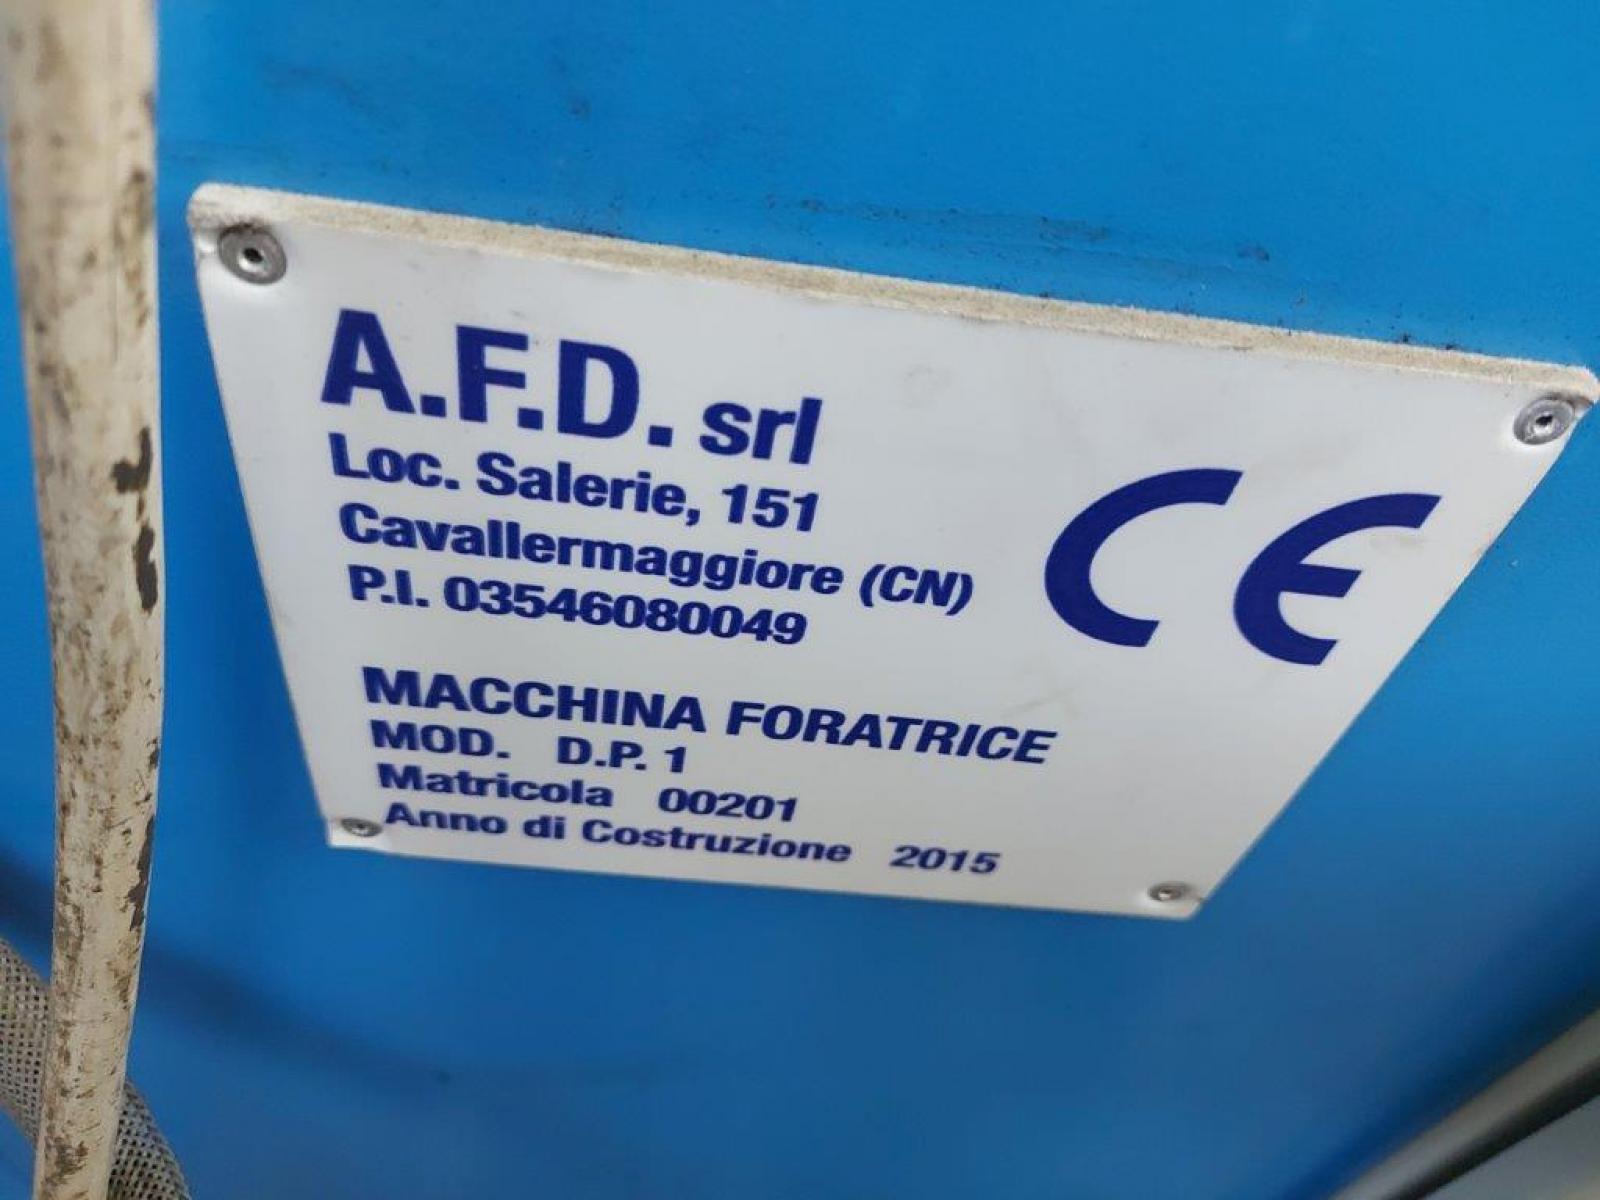 A.F.D. srl
Loc. Salerie, 151
Cavallermaggiore (CN)
P.I. 03546080049
CE
MACCHINA FORATRICE
MOD. D.P. 1
Matricola 00201
Anno di Costruzione 2015